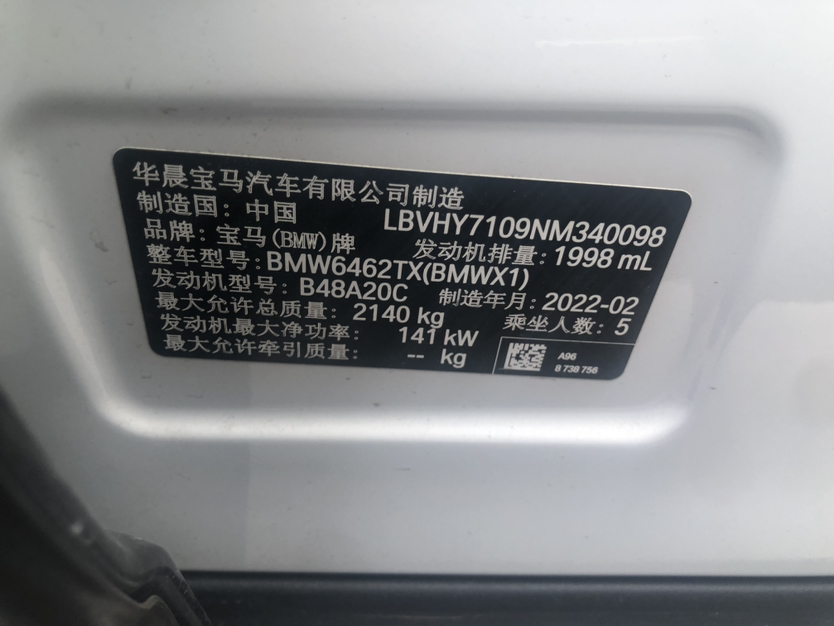 华晨宝马汽车有限公司制造
制造国: 中国 LBVHY7109NM340098
品牌: 宝马(BMW)牌 发动机排量: 1998 mL
整车型号: BMW6462TX(BMWX1)
发动机型号: B48A20C 制造年月: 2022-02
最大允许总质量: 2140 kg 乘坐人数: 5
发动机最大净功率: 141 kW
最大允许牵引质量: -- kg
A96
8 738 756